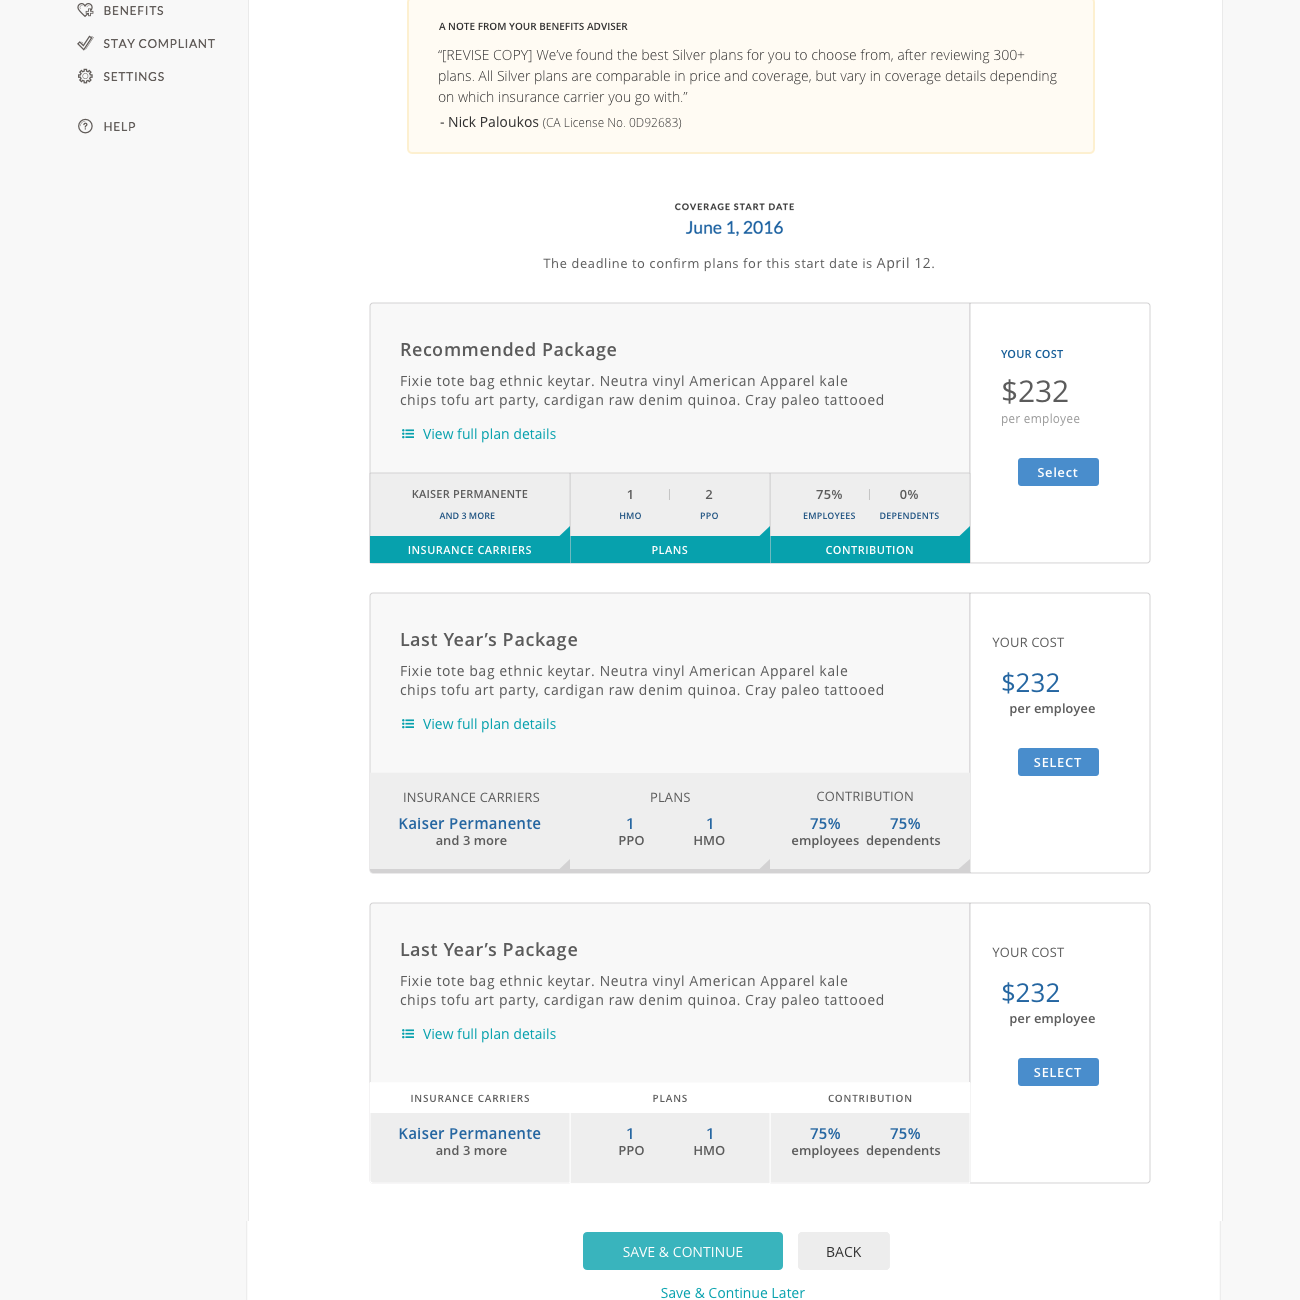 BENEFITS
STAY COMPLIANT
SETTINGS
HELP
A NOTE FROM YOUR BENEFITS ADVISER
“[REVISE COPY] We’ve found the best Silver plans for you to choose from, after reviewing 300+
plans. All Silver plans are comparable in price and coverage, but vary in coverage details depending
on which insurance carrier you go with.”
- Nick Paloukos (CA License No. 0D92683)
COVERAGE START DATE
June 1, 2016
The deadline to confirm plans for this start date is April 12.
Recommended Package
Fixie tote bag ethnic keytar. Neutra vinyl American Apparel kale
chips tofu art party, cardigan raw denim quinoa. Cray paleo tattooed
View full plan details
KAISER PERMANENTE
AND 3 MORE
INSURANCE CARRIERS
1 | 2
HMO PPO
PLANS
75% | 0%
EMPLOYEES DEPENDENTS
CONTRIBUTION
YOUR COST
$232
per employee
Select
Last Year’s Package
Fixie tote bag ethnic keytar. Neutra vinyl American Apparel kale
chips tofu art party, cardigan raw denim quinoa. Cray paleo tattooed
View full plan details
INSURANCE CARRIERS
Kaiser Permanente
and 3 more
PLANS
1 1
PPO HMO
CONTRIBUTION
75% 75%
employees dependents
YOUR COST
$232
per employee
SELECT
Last Year’s Package
Fixie tote bag ethnic keytar. Neutra vinyl American Apparel kale
chips tofu art party, cardigan raw denim quinoa. Cray paleo tattooed
View full plan details
INSURANCE CARRIERS
Kaiser Permanente
and 3 more
PLANS
1 1
PPO HMO
CONTRIBUTION
75% 75%
employees dependents
YOUR COST
$232
per employee
SELECT
SAVE & CONTINUE
BACK
Save & Continue Later